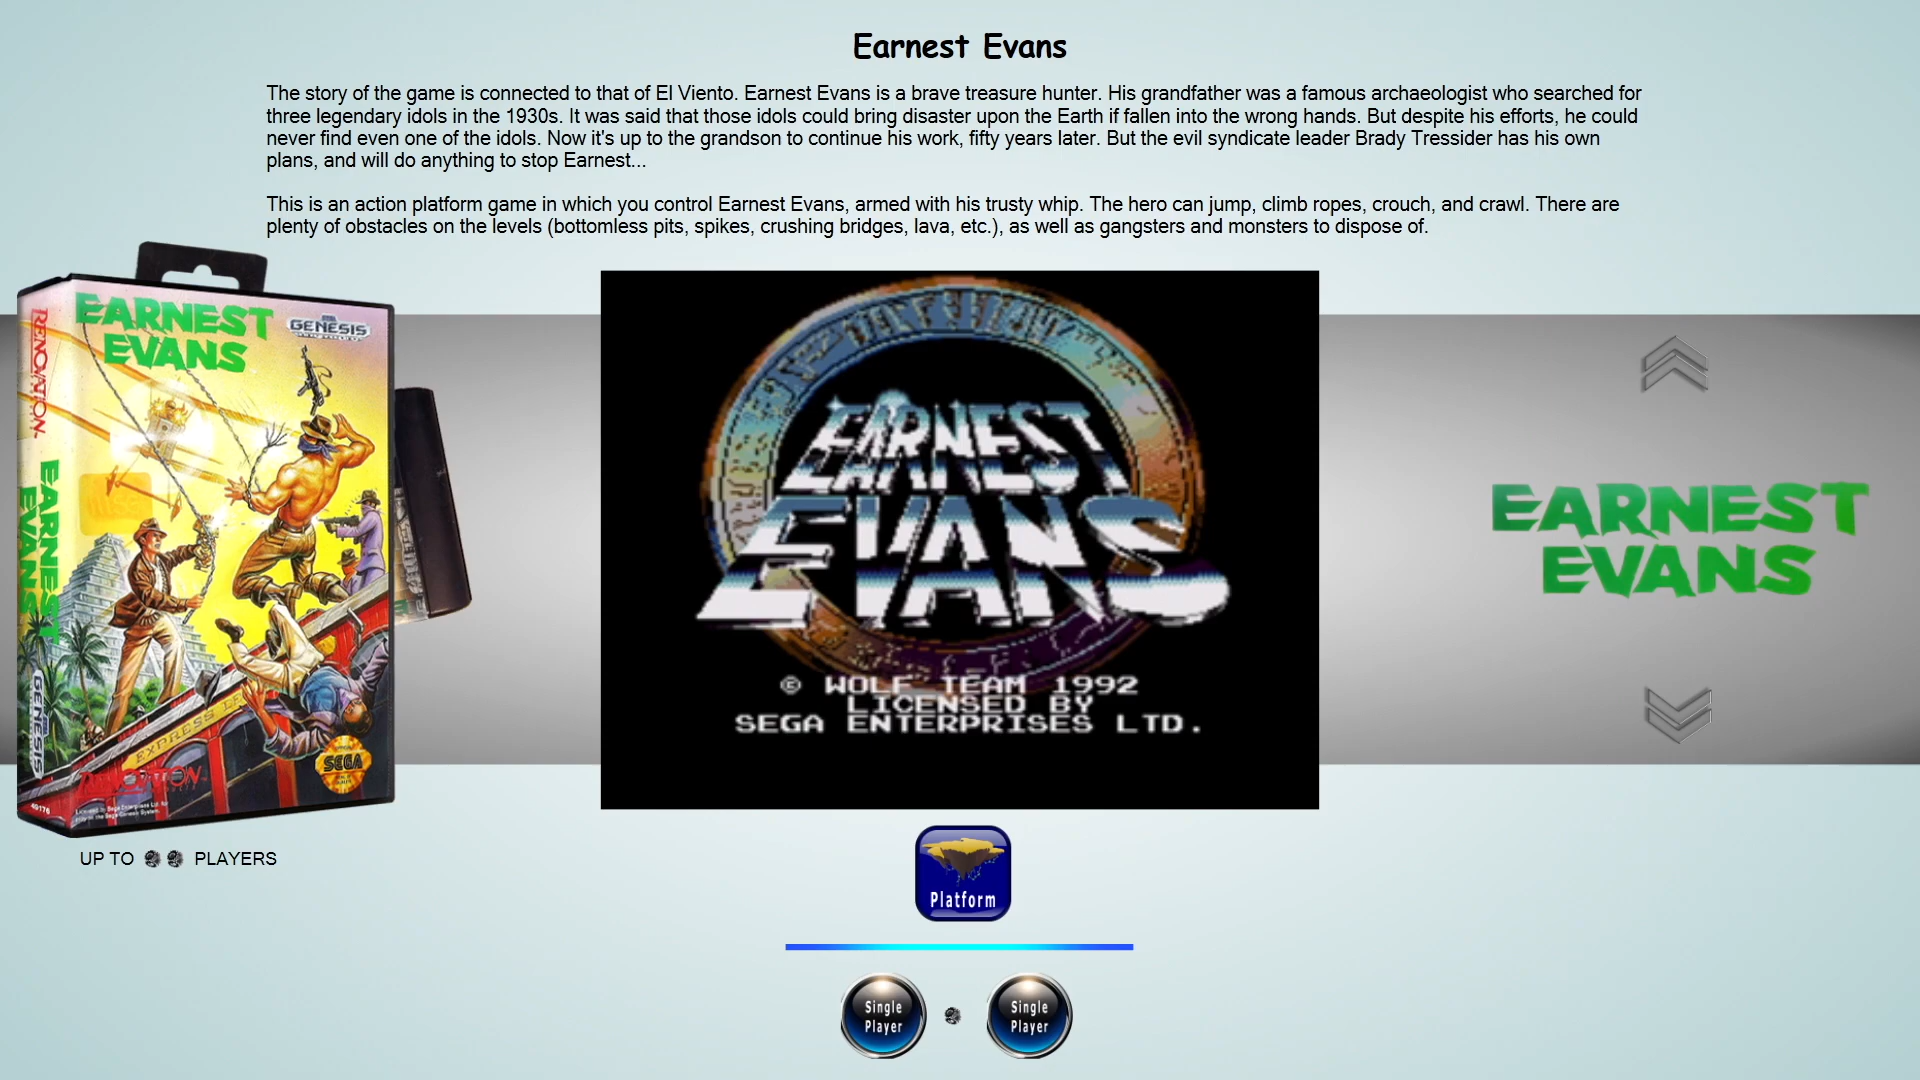 Earnest Evans
The story of the game is connected to that of El Viento. Earnest Evans is a brave treasure hunter. His grandfather was a famous archaeologist who searched for
three legendary idols in the 1930s. It was said that those idols could bring disaster upon the Earth if fallen into the wrong hands. But despite his efforts, he could
never find even one of the idols. Now it's up to the grandson to continue his work, fifty years later. But the evil syndicate leader Brady Tressider has his own
plans, and will do anything to stop Earnest...
This is an action platform game in which you control Earnest Evans, armed with his trusty whip. The hero can jump, climb ropes, crouch, and crawl. There are
plenty of obstacles on the levels (bottomless pits, spikes, crushing bridges, lava, etc.), as well as gangsters and monsters to dispose of.
RENOVATION
EARNEST
EVANS
GENESIS
49176
EARNEST
EVANS
GENESIS
EXPRESS
RENOVATION
SEGA
EARNEST
EVANS
© WOLF TEAM 1992
LICENSED BY
SEGA ENTERPRISES LTD.
EARNEST
EVANS
UP TO PLAYERS
Platform
Single
Player
Single
Player